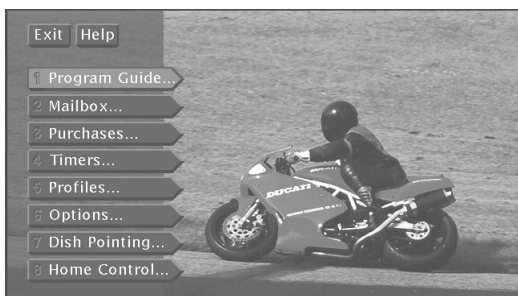 Exit Help
1 Program Guide...
2 Mailbox...
3 Purchases...
4 Timers...
5 Profiles...
6 Options...
7 Dish Pointing...
8 Home Control...
DUCATI